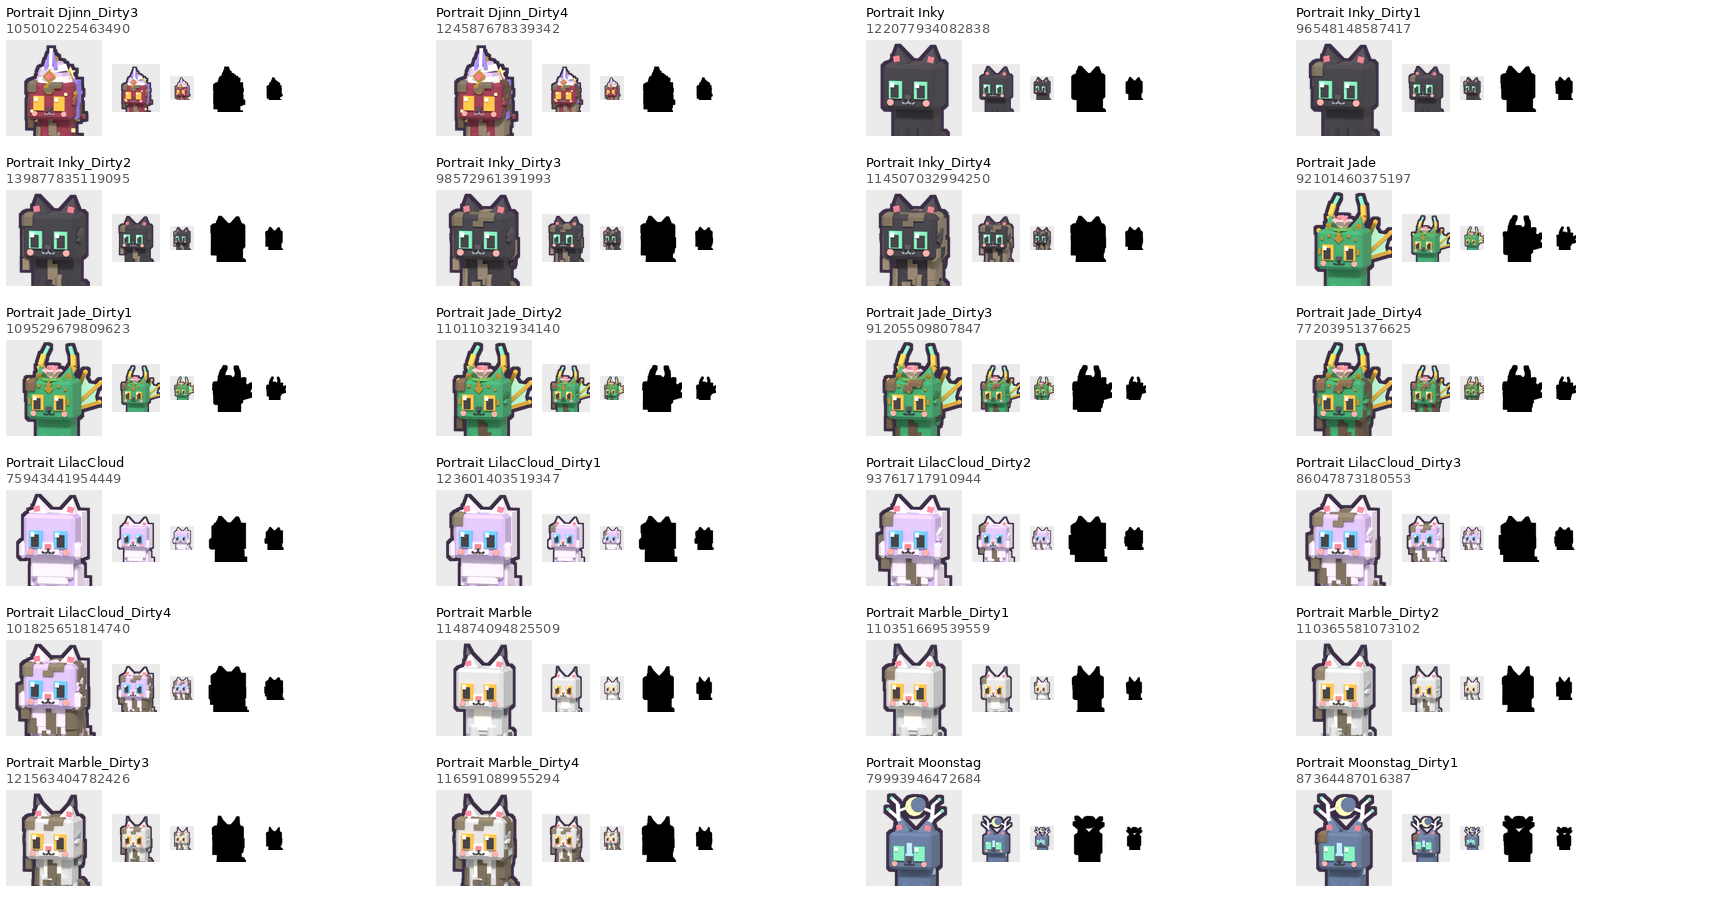 Portrait Djinn_Dirty3
105010225463490
Portrait Djinn_Dirty4
124587678339342
Portrait Inky
122077934082838
Portrait Inky_Dirty1
96548148587417
Portrait Inky_Dirty2
139877835119095
Portrait Inky_Dirty3
98572961391993
Portrait Inky_Dirty4
114507032994250
Portrait Jade
92101460375197
Portrait Jade_Dirty1
109529679809623
Portrait Jade_Dirty2
110110321934140
Portrait Jade_Dirty3
91205509807847
Portrait Jade_Dirty4
77203951376625
Portrait LilacCloud
75943441954449
Portrait LilacCloud_Dirty1
123601403519347
Portrait LilacCloud_Dirty2
93761717910944
Portrait LilacCloud_Dirty3
86047873180553
Portrait LilacCloud_Dirty4
101825651814740
Portrait Marble
114874094825509
Portrait Marble_Dirty1
110351669539559
Portrait Marble_Dirty2
110365581073102
Portrait Marble_Dirty3
121563404782426
Portrait Marble_Dirty4
116591089955294
Portrait Moonstag
79993946472684
Portrait Moonstag_Dirty1
87364487016387